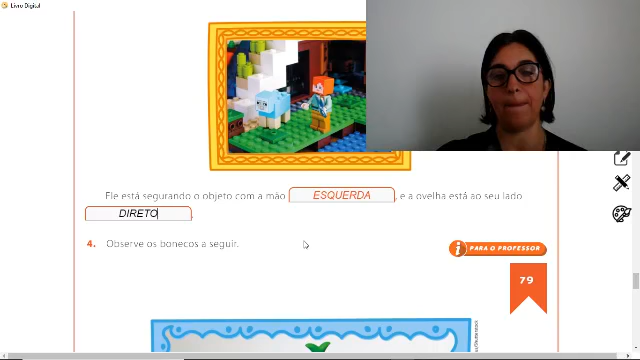 Livro Digital
Ele está segurando o objeto com a mão ESQUERDA, e a ovelha está ao seu lado
DIRETO.
4. Observe os bonecos a seguir.
PARA O PROFESSOR
79